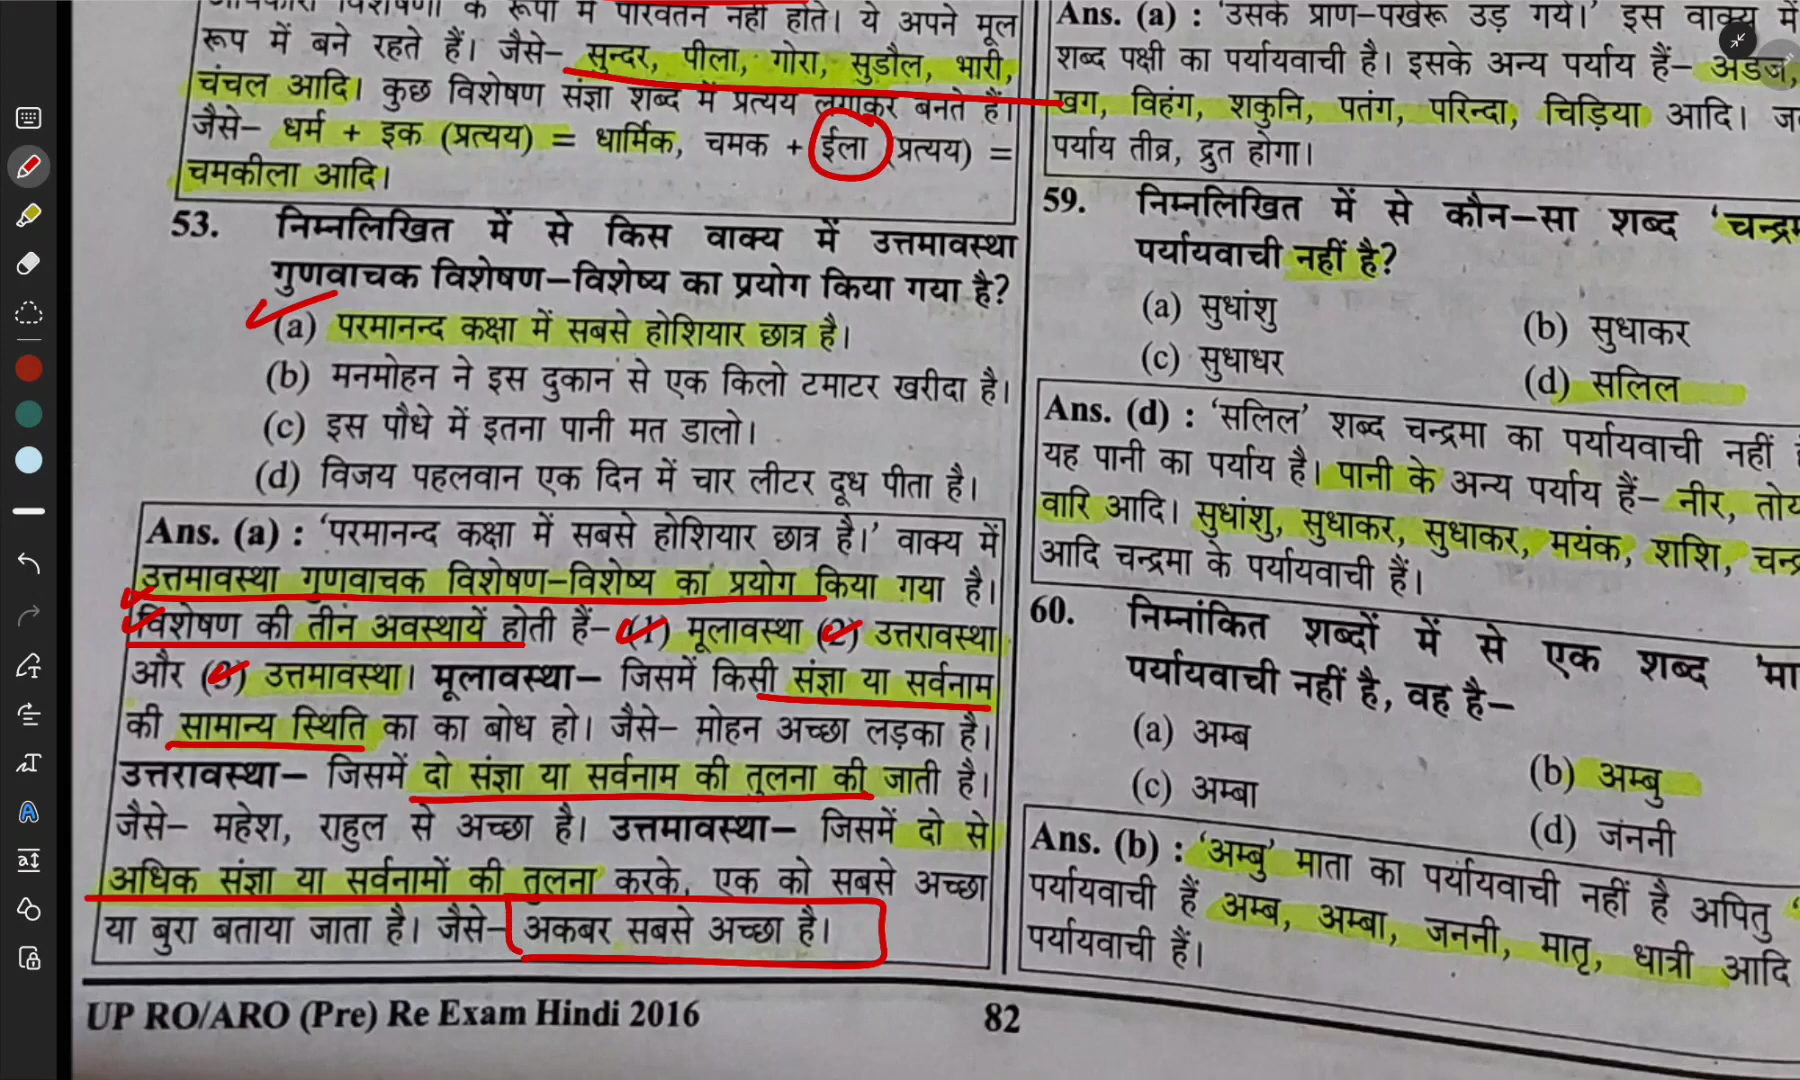 रूप में बने रहते हैं। जैसे– सुन्दर, पीला, गोरा, सुडौल, भारी,
चंचल आदि। कुछ विशेषण संज्ञा शब्द में प्रत्यय लगाकर बनते हैं।
जैसे– धर्म + इक (प्रत्यय) = धार्मिक, चमक + ईला (प्रत्यय) =
चमकीला आदि।
53. निम्नलिखित में से किस वाक्य में उत्तमावस्था
गुणवाचक विशेषण–विशेष्य का प्रयोग किया गया है?
(a) परमानन्द कक्षा में सबसे होशियार छात्र है।
(b) मनमोहन ने इस दुकान से एक किलो टमाटर खरीदा है।
(c) इस पौधे में इतना पानी मत डालो।
(d) विजय पहलवान एक दिन में चार लीटर दूध पीता है।
Ans. (a) : 'परमानन्द कक्षा में सबसे होशियार छात्र है।' वाक्य में
उत्तमावस्था गुणवाचक विशेषण–विशेष्य का प्रयोग किया गया है।
विशेषण की तीन अवस्थायें होती हैं– (1) मूलावस्था (2) उत्तरावस्था
और (3) उत्तमावस्था। मूलावस्था– जिसमें किसी संज्ञा या सर्वनाम
की सामान्य स्थिति का का बोध हो। जैसे– मोहन अच्छा लड़का है।
उत्तरावस्था– जिसमें दो संज्ञा या सर्वनाम की तुलना की जाती है।
जैसे– महेश, राहुल से अच्छा है। उत्तमावस्था– जिसमें दो से
अधिक संज्ञा या सर्वनामों की तुलना करके, एक को सबसे अच्छा
या बुरा बताया जाता है। जैसे– अकबर सबसे अच्छा है।
Ans. (a) : 'उसके प्राण–पखेरू उड़ गये।' इस वाक्य में
शब्द पक्षी का पर्यायवाची है। इसके अन्य पर्याय हैं– अंडज,
खग, विहंग, शकुनि, पतंग, परिन्दा, चिड़िया आदि।
पर्याय तीव्र, द्रुत होगा।
59. निम्नलिखित में से कौन–सा शब्द
पर्यायवाची नहीं है?
(a) सुधांशु
(b) सुधाकर
(c) सुधाधर
(d) सलिल
Ans. (d) : 'सलिल' शब्द चन्द्रमा का पर्यायवाची नहीं
यह पानी का पर्याय है। पानी के अन्य पर्याय हैं– नीर, तोय
वारि आदि। सुधांशु, सुधाकर, सुधाकर, मयंक, शशि,
आदि चन्द्रमा के पर्यायवाची हैं।
60. निम्नांकित शब्दों में से एक शब्द
पर्यायवाची नहीं है, वह है–
(a) अम्ब
(b) अम्बु
(c) अम्बा
(d) जननी
Ans. (b) : 'अम्बु' माता का पर्यायवाची नहीं है अपितु
पर्यायवाची हैं अम्ब, अम्बा, जननी, मातृ, धात्री आदि
पर्यायवाची हैं।
UP RO/ARO (Pre) Re Exam Hindi 2016
82